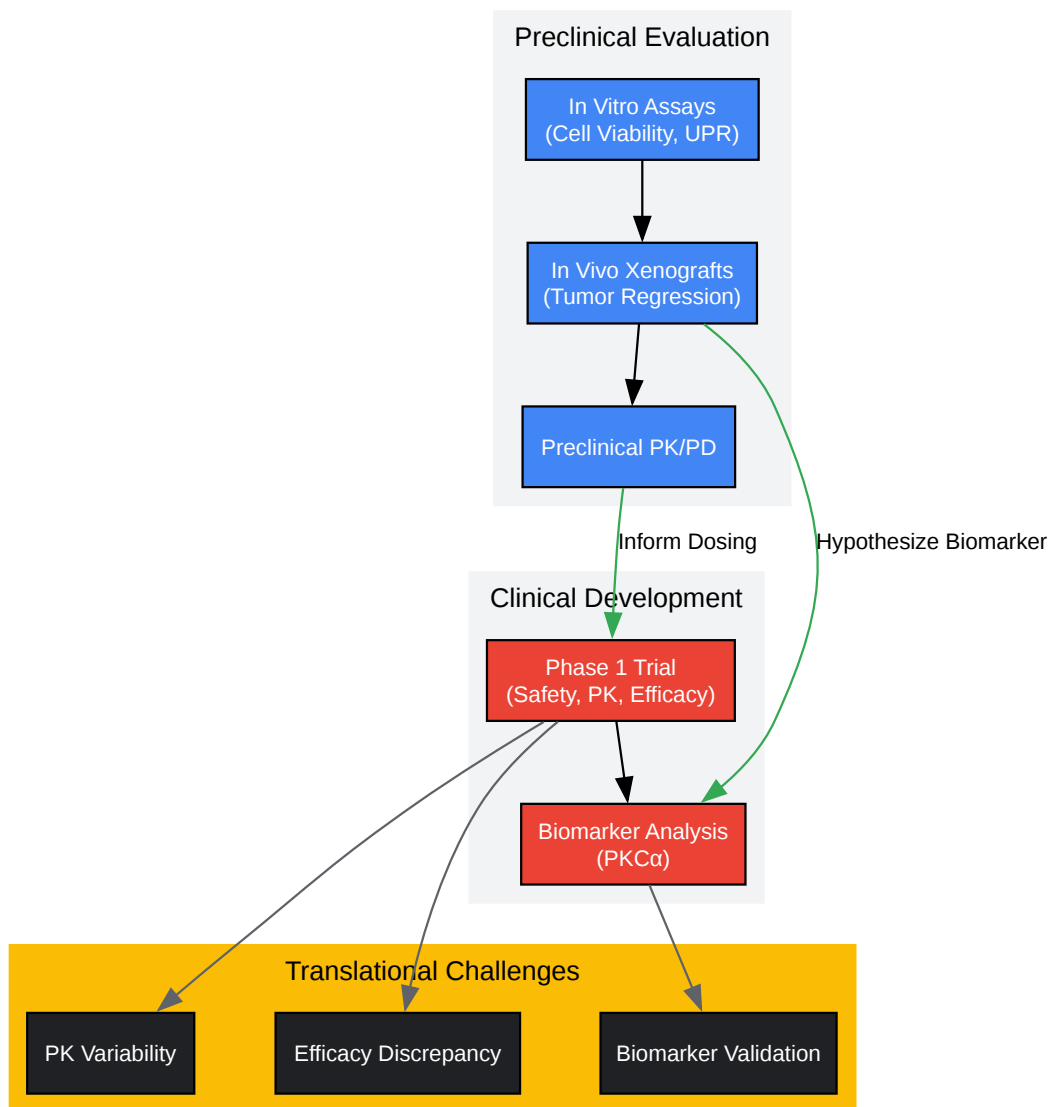 Preclinical Evaluation
In Vitro Assays
(Cell Viability, UPR)
In Vivo Xenografts
(Tumor Regression)
Preclinical PK/PD
Inform Dosing
Hypothesize Biomarker
Clinical Development
Phase 1 Trial
(Safety, PK, Efficacy)
Biomarker Analysis
(PKCα)
Translational Challenges
PK Variability
Efficacy Discrepancy
Biomarker Validation